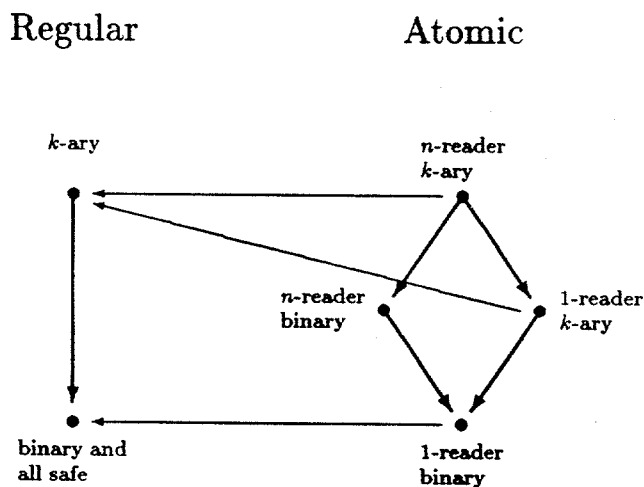 Regular
Atomic
k-ary
n-reader
k-ary
n-reader
binary
1-reader
k-ary
binary and
all safe
1-reader
binary